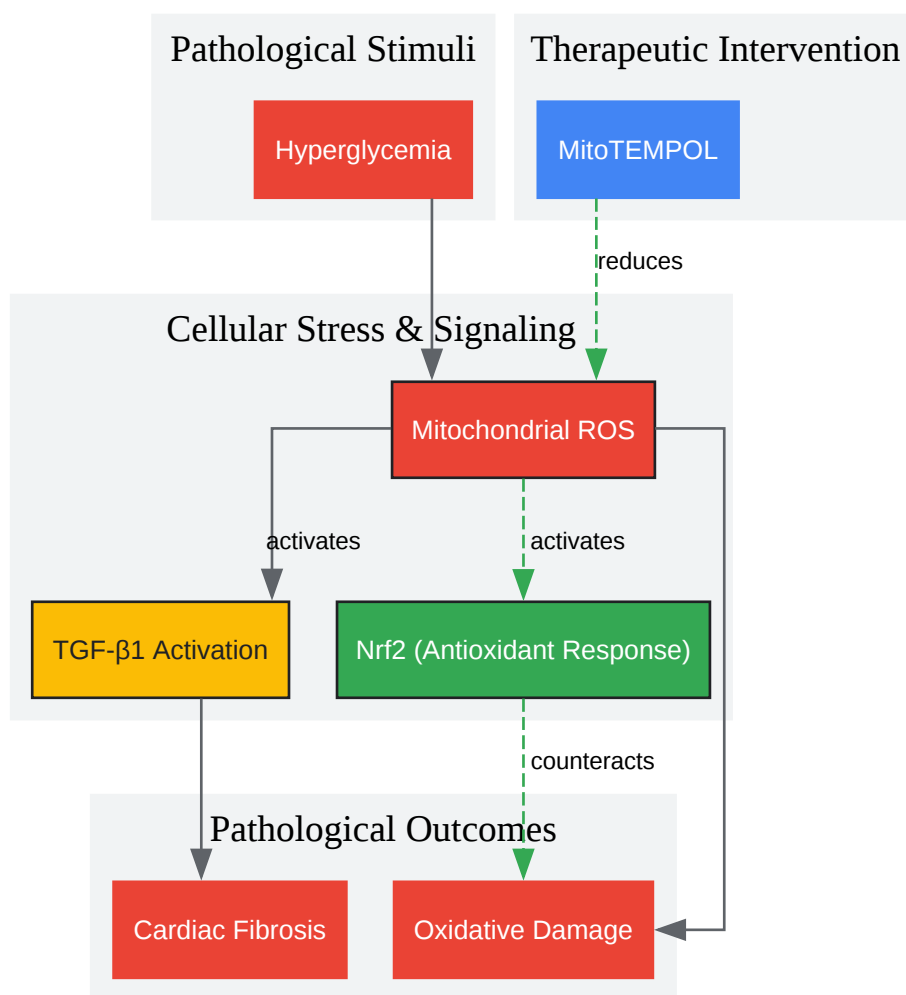 Pathological Stimuli
Therapeutic Intervention
Hyperglycemia
MitoTEMPOL
reduces
Cellular Stress & Signaling
Mitochondrial ROS
activates
activates
TGF-β1 Activation
Nrf2 (Antioxidant Response)
counteracts
Pathological Outcomes
Cardiac Fibrosis
Oxidative Damage